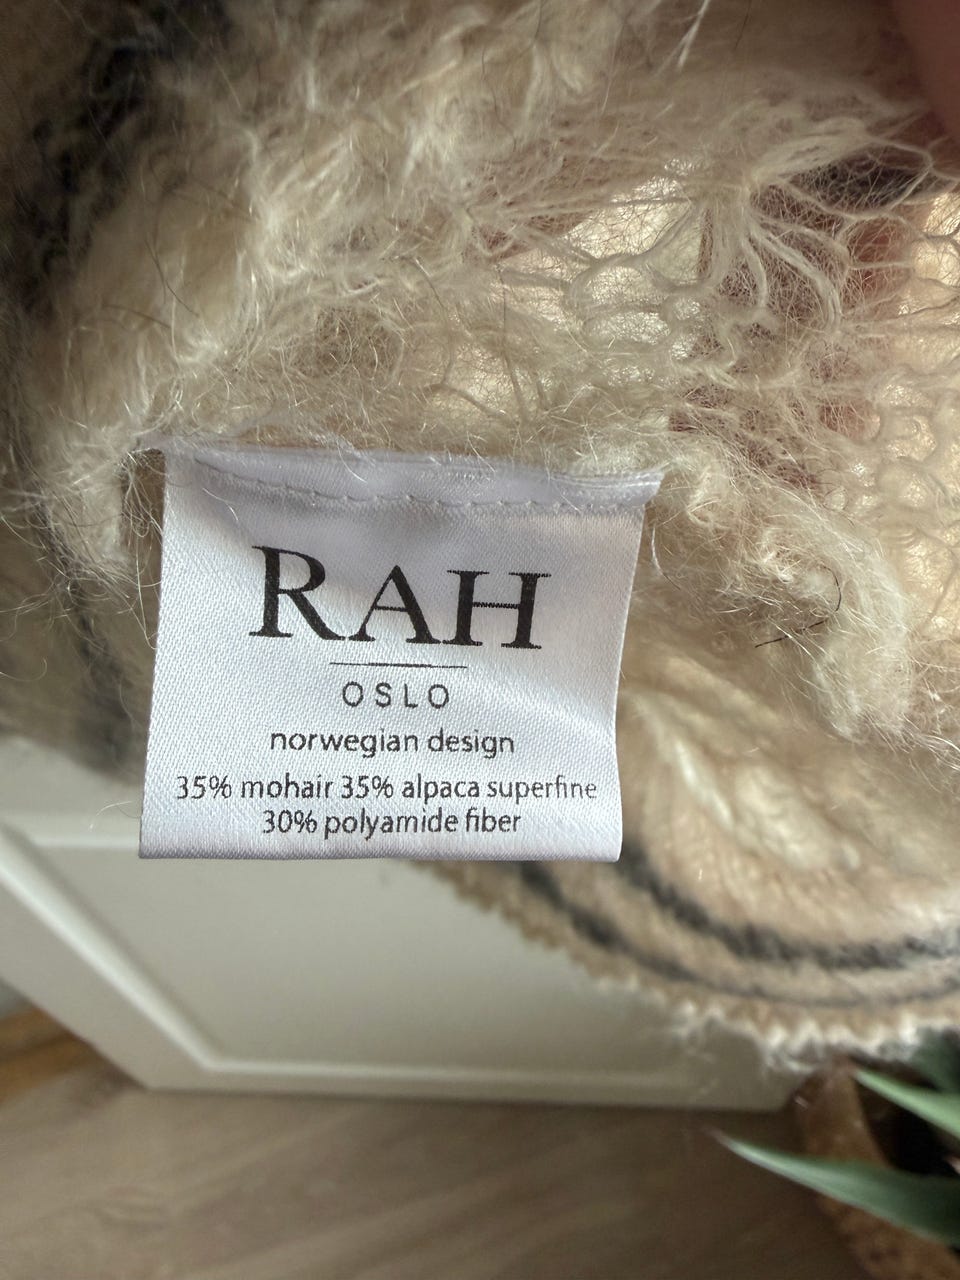 RAH
OSLO
norwegian design
35% mohair 35% alpaca superfine
30% polyamide fiber